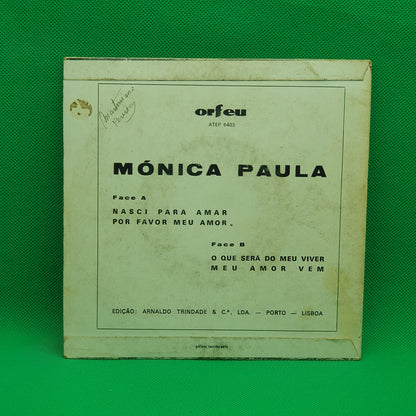 orfeu
ATEP 6403
MÓNICA PAULA
Face A
NASCI PARA AMAR
POR FAVOR MEU AMOR
Face B
O QUE SERÁ DO MEU VIVER
MEU AMOR VEM
EDIÇÃO: ARNALDO TRINDADE & C.ª, LDA. — PORTO — LISBOA